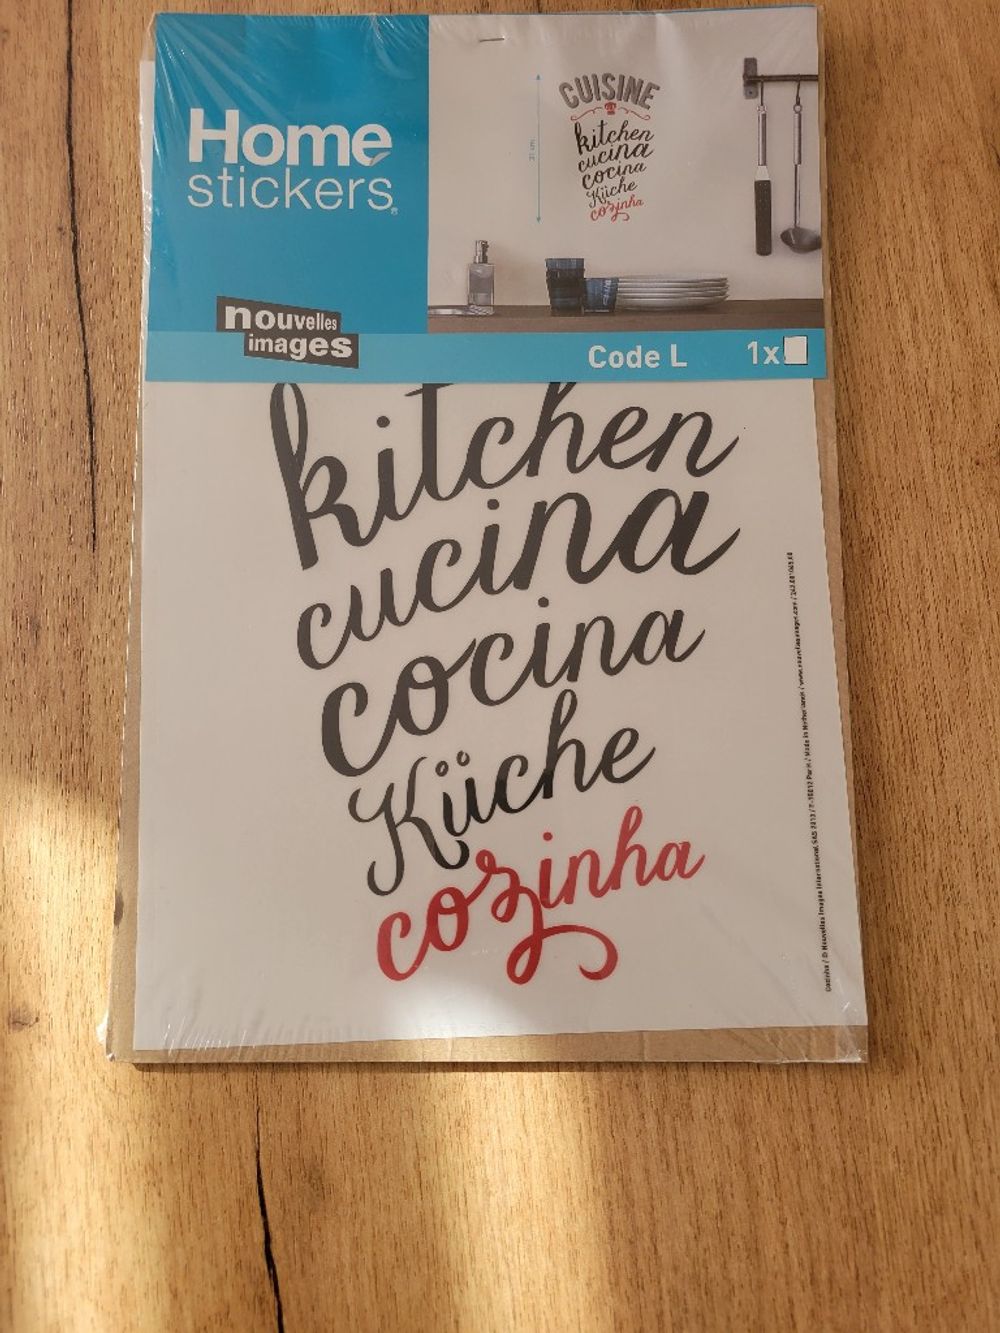 Home
stickers®
nouvelles
images
CUISINE
kitchen
cucina
cocina
Küche
cozinha
Code L
1x
kitchen
cucina
cocina
Küche
cozinha